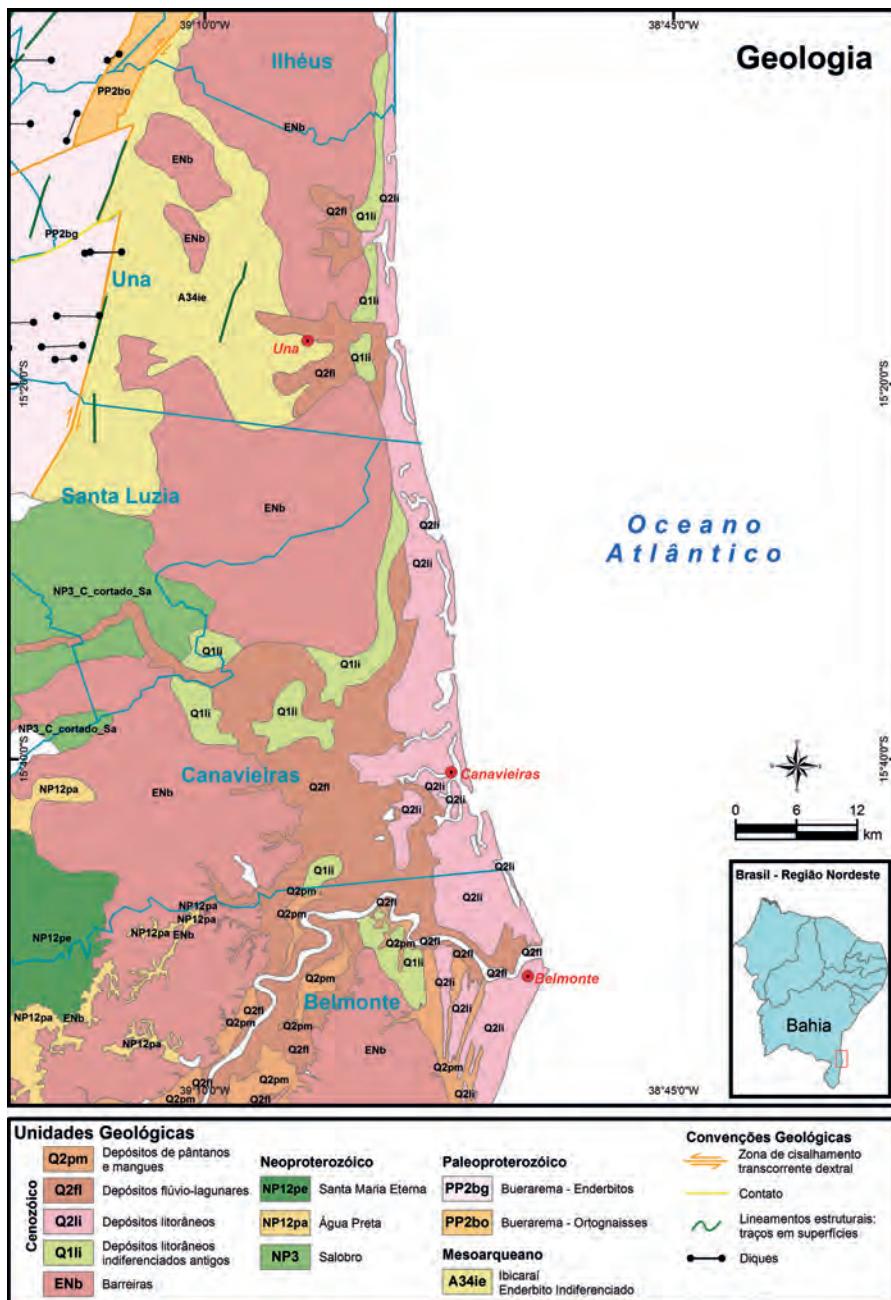 39°10'0"W
38°45'0"W
Geologia
Ilhéus
PP2bo
ENb
ENb
Q2li
Q2fl
Q1li
PP2bg
ENb
Una
A34ie
Q1li
Una
Q1li
Q2fl
15°20'0"S
15°20'0"S
Santa Luzia
ENb
Q2li
Oceano
Atlântico
Q2li
NP3_C_cortado_Sa
Q1li
Q1li
Q1li
Q1li
NP3_C_cortado_Sa
15°40'0"S
15°40'0"S
Canavieiras
Canavieiras
NP12pa
ENb
Q2fl
Q2li
Q2li
Q2li
0 6 12
km
Q1li
Q2li
Q2pm
Q2li
NP12pa
NP12pa
Q2pm
Q2fl
NP12pa
ENb
NP12pe
Q2pm
Q2fl
Q2fl
Q1li
Q2fl
Q2fl
Belmonte
Q2pm
Q2li
Belmonte
Q2fl
NP12pa
ENb
Q2pm
Q2pm
Q2li
Q2li
NP12pa
Q2fl
ENb
Q2pm
Q2pm
Q2fl
Q2li
Q2pm
Q2fl
39°10'0"W
38°45'0"W
Brasil - Região Nordeste
Bahia
Unidades Geológicas
Cenozóico
Q2pm Depósitos de pântanos
e mangues
Q2fl Depósitos flúvio-lagunares
Q2li Depósitos litorâneos
Q1li Depósitos litorâneos
indiferenciados antigos
ENb Barreiras
Neoproterozóico
NP12pe Santa Maria Eterna
NP12pa Água Preta
NP3 Salobro
Paleoproterozóico
PP2bg Buerarema - Enderbitos
PP2bo Buerarema - Ortognaisses
Mesoarqueano
A34ie Ibicaraí
Enderbito Indiferenciado
Convenções Geológicas
Zona de cisalhamento
transcorrente dextral
Contato
Lineamentos estruturais:
traços em superfícies
Diques